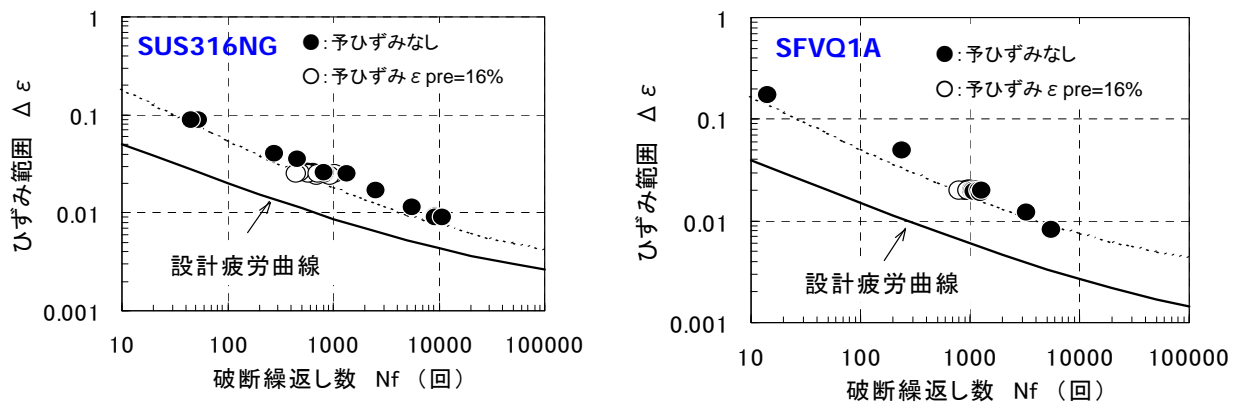 SUS316NG
●:予ひずみなし
○:予ひずみ ε pre=16%
ひずみ範囲 Δ ε
1
0.1
0.01
0.001
設計疲労曲線
10 100 1000 10000 100000
破断繰返し数 Nf (回)
SFVQ1A
●:予ひずみなし
○:予ひずみ ε pre=16%
ひずみ範囲 Δ ε
1
0.1
0.01
0.001
設計疲労曲線
10 100 1000 10000 100000
破断繰返し数 Nf (回)